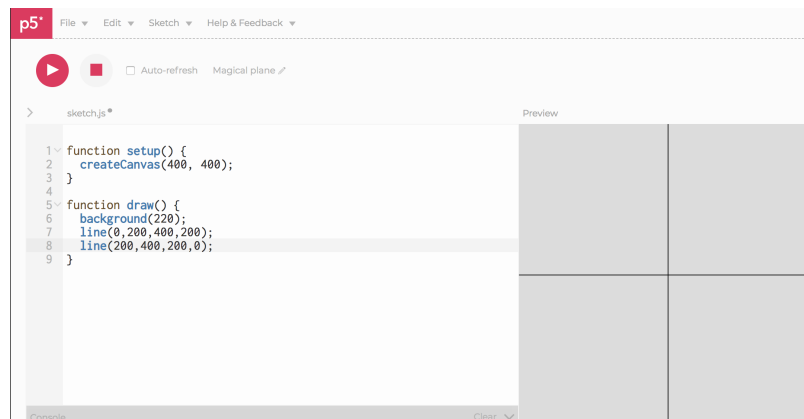 p5* File Edit Sketch Help & Feedback
Auto-refresh Magical plane
sketch.js Preview
1 function setup() {
2 createCanvas(400, 400);
3 }
4
5 function draw() {
6 background(220);
7 line(0,200,400,200);
8 line(200,400,200,0);
9 }
Console Clear